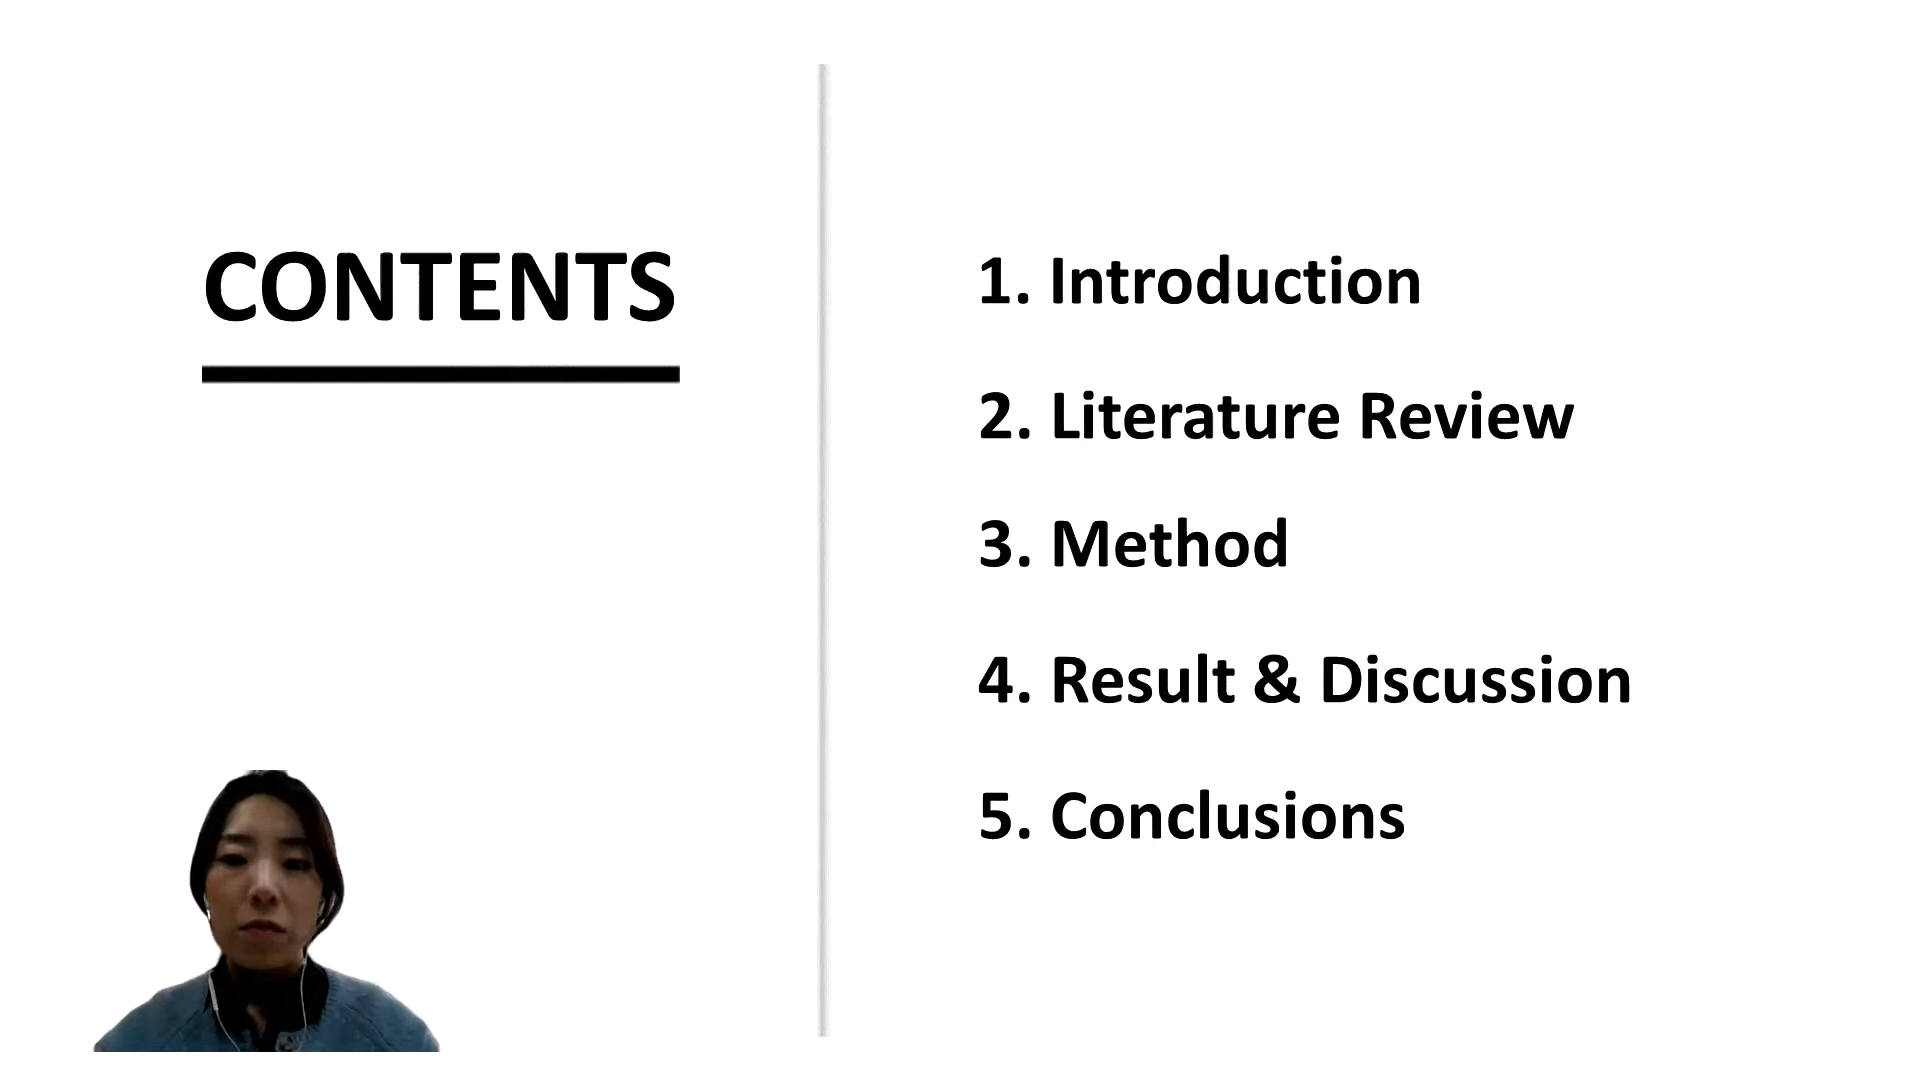 CONTENTS
1. Introduction
2. Literature Review
3. Method
4. Result & Discussion
5. Conclusions